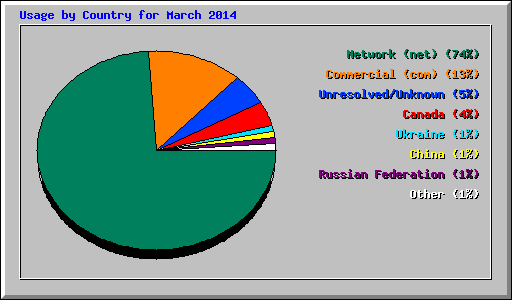 Usage by Country for March 2014
Network (net) (74%)
Commercial (com) (13%)
Unresolved/Unknown (5%)
Canada (4%)
Ukraine (1%)
China (1%)
Russian Federation (1%)
Other (1%)